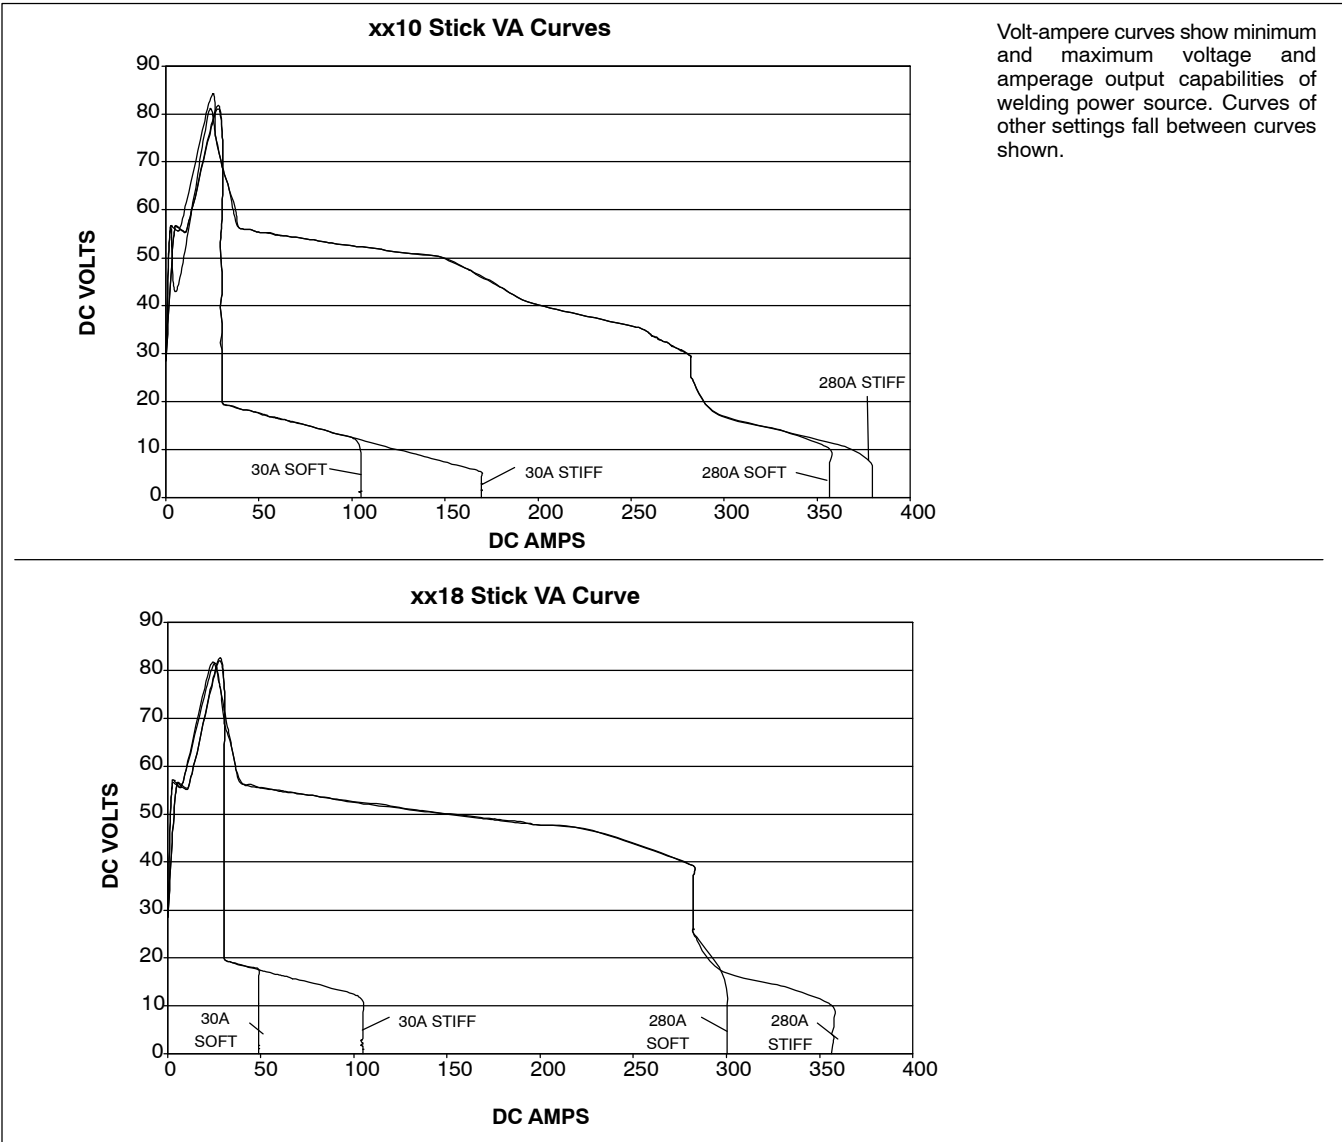 xx10 Stick VA Curves
Volt-ampere curves show minimum
and maximum voltage and
amperage output capabilities of
welding power source. Curves of
other settings fall between curves
shown.
90
80
70
60
50
40
30
20
10
0
DC VOLTS
280A STIFF
30A SOFT
30A STIFF
280A SOFT
0 50 100 150 200 250 300 350 400
DC AMPS
xx18 Stick VA Curve
90
80
70
60
50
40
30
20
10
0
DC VOLTS
30A
SOFT
30A STIFF
280A
SOFT
280A
STIFF
0 50 100 150 200 250 300 350 400
DC AMPS